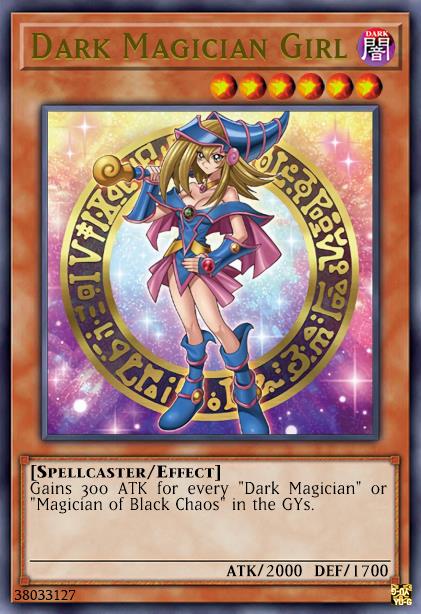 Dark Magician Girl
DARK
闇
[Spellcaster/Effect]
Gains 300 ATK for every "Dark Magician" or
"Magician of Black Chaos" in the GYs.
ATK/2000 DEF/1700
38033127